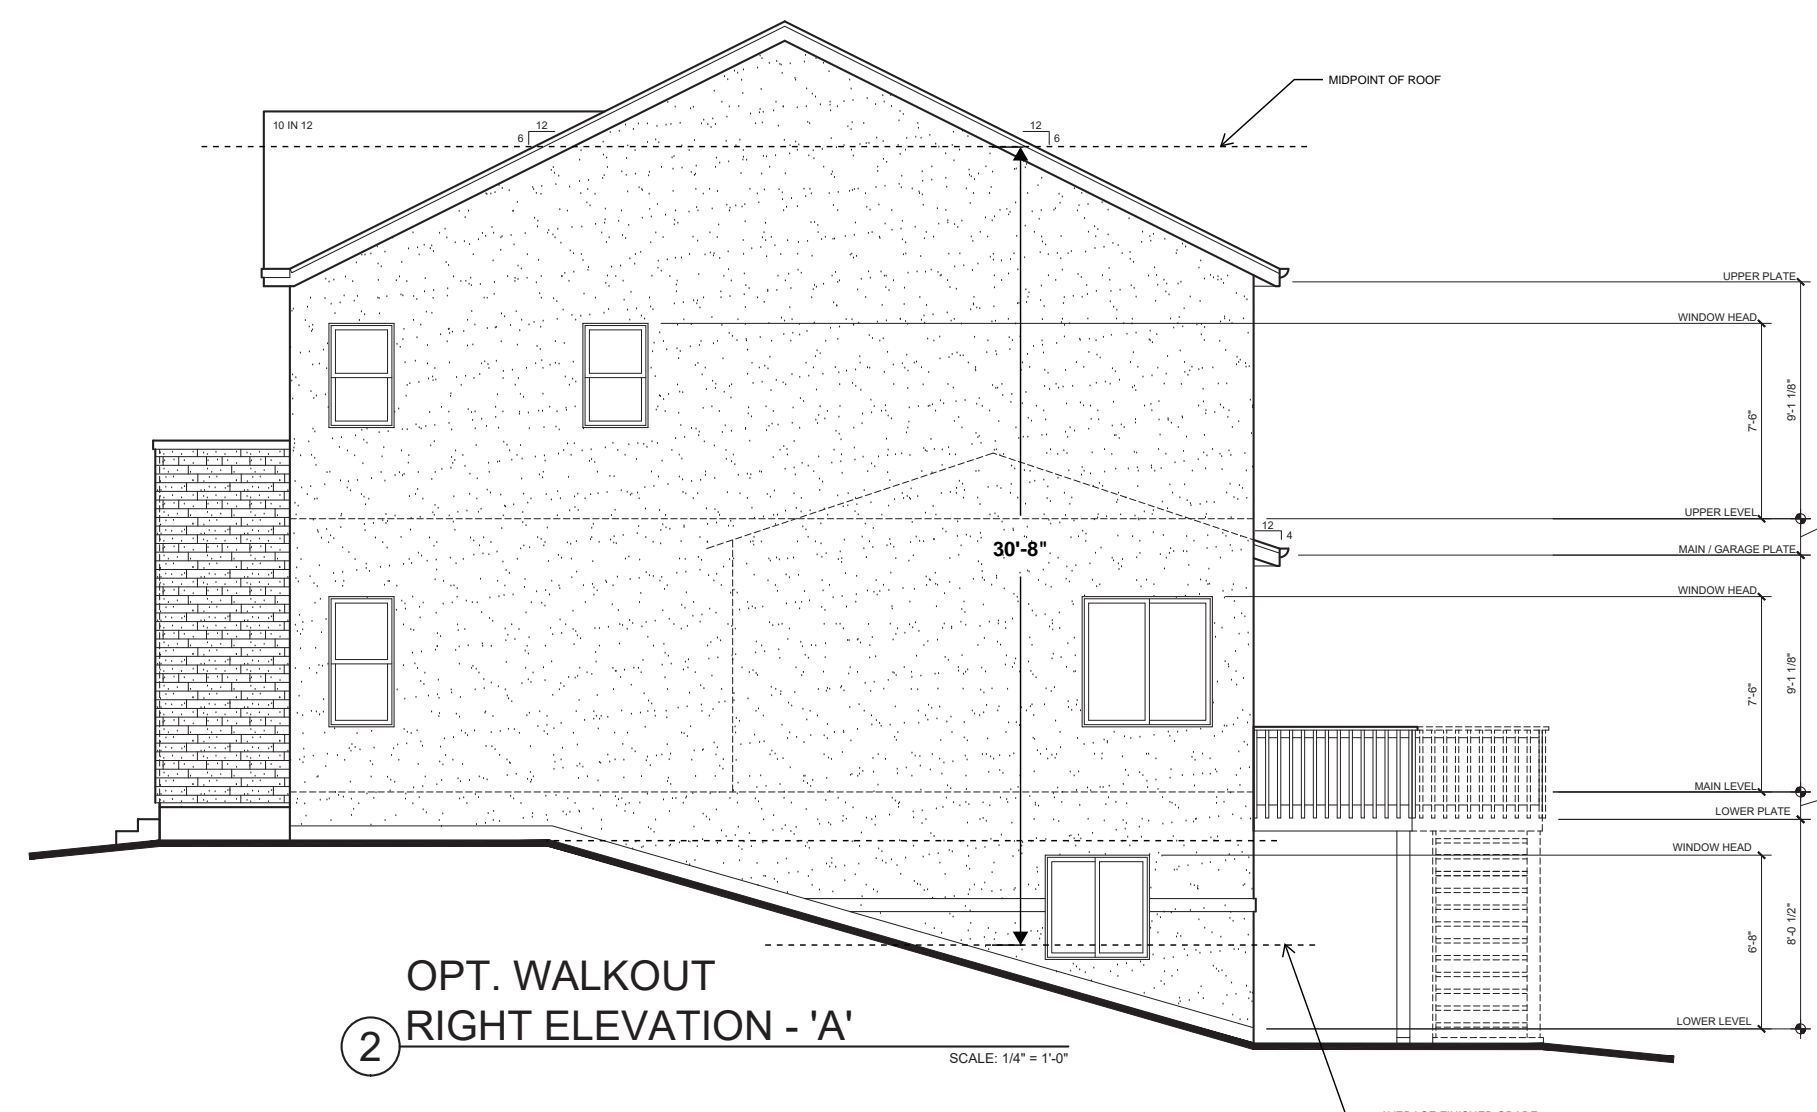 MIDPOINT OF ROOF
10 IN 12
12
6
12
6
UPPER PLATE
WINDOW HEAD
7'-6"
9'-1 1/8"
UPPER LEVEL
12
4
MAIN / GARAGE PLATE
30'-8"
WINDOW HEAD
7'-6"
9'-1 1/8"
MAIN LEVEL
LOWER PLATE
WINDOW HEAD
6'-8"
8'-0 1/2"
LOWER LEVEL
OPT. WALKOUT
2 RIGHT ELEVATION - 'A'
SCALE: 1/4" = 1'-0"
AVERAGE FINISHED GRADE